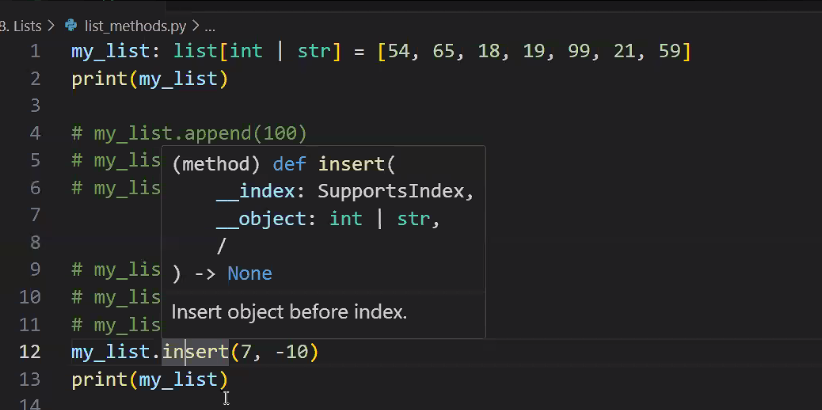 8. Lists > list_methods.py > ...
1 my_list: list[int | str] = [54, 65, 18, 19, 99, 21, 59]
2 print(my_list)
3
4 # my_list.append(100)
5 # my_lis
6 # my_lis
7
8
9 # my_lis
10 # my_lis
11 # my_lis
(method) def insert(
__index: SupportsIndex,
__object: int | str,
/
) -> None
Insert object before index.
12 my_list.insert(7, -10)
13 print(my_list)
14